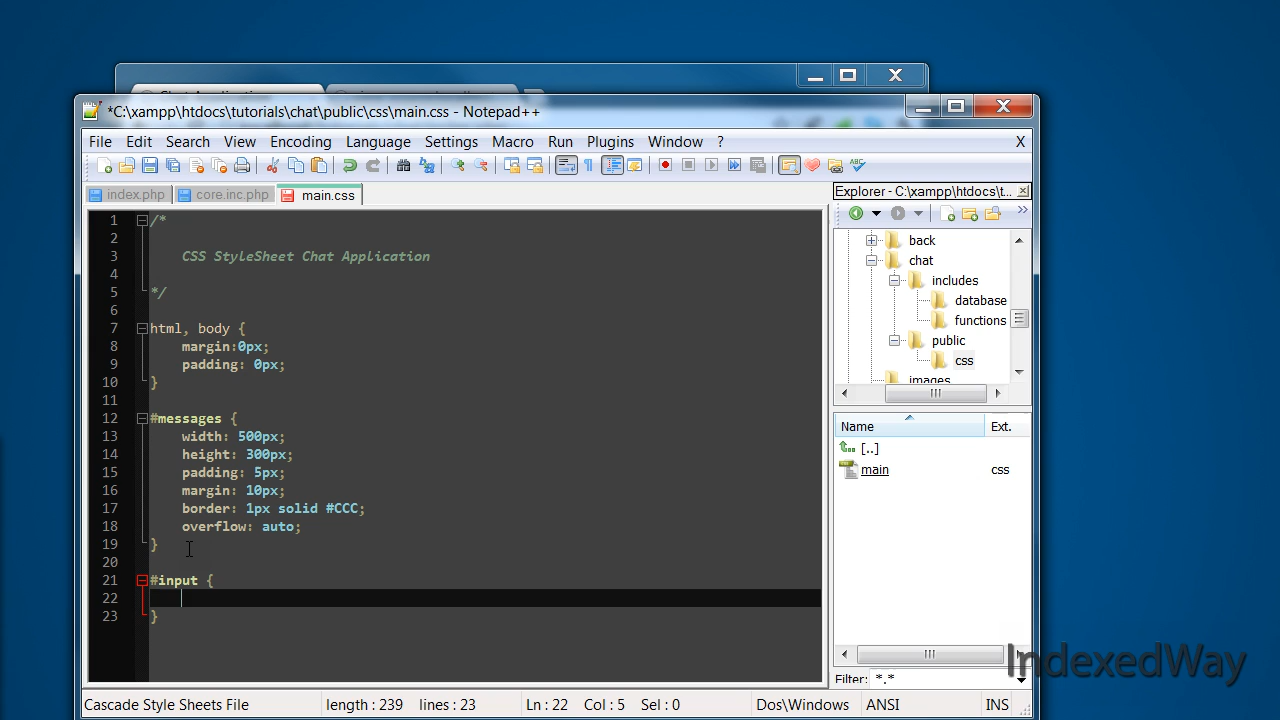 *C:\xampp\htdocs\tutorials\chat\public\css\main.css - Notepad++
File Edit Search View Encoding Language Settings Macro Run Plugins Window ? X
index.php core.inc.php main.css
1 /*
2
3 CSS StyleSheet Chat Application
4
5 */
6
7 html, body {
8 margin:0px;
9 padding: 0px;
10 }
11
12 #messages {
13 width: 500px;
14 height: 300px;
15 padding: 5px;
16 margin: 10px;
17 border: 1px solid #CCC;
18 overflow: auto;
19 }
20
21 #input {
22
23 }
Explorer - C:\xampp\htdocs\t...
back
chat
includes
database
functions
public
css
images
Name Ext.
[..]
main css
Filter: *.*
IndexedWay
Cascade Style Sheets File length : 239 lines : 23 Ln : 22 Col : 5 Sel : 0 Dos\Windows ANSI INS